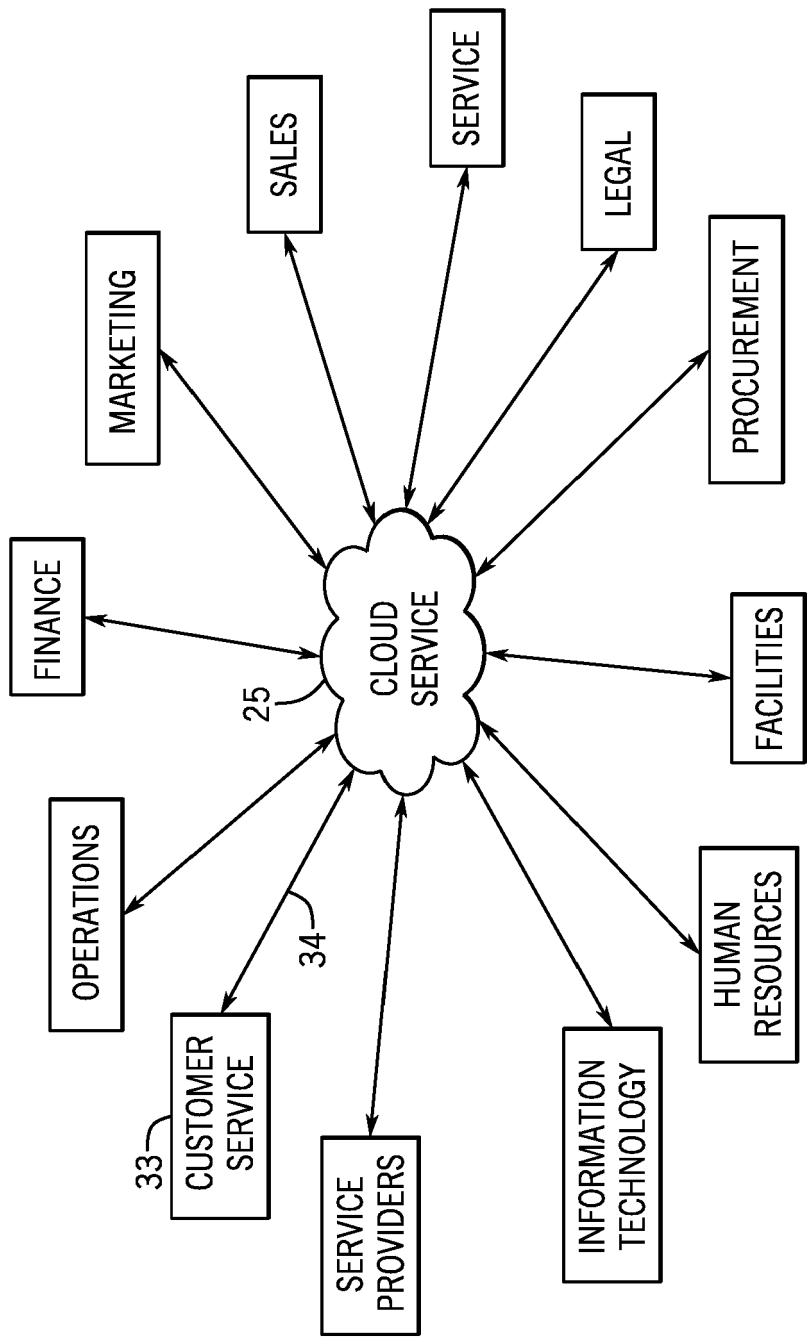 FINANCE
MARKETING
SALES
SERVICE
LEGAL
PROCUREMENT
FACILITIES
HUMAN
RESOURCES
INFORMATION
TECHNOLOGY
SERVICE
PROVIDERS
33
CUSTOMER
SERVICE
34
OPERATIONS
25
CLOUD
SERVICE